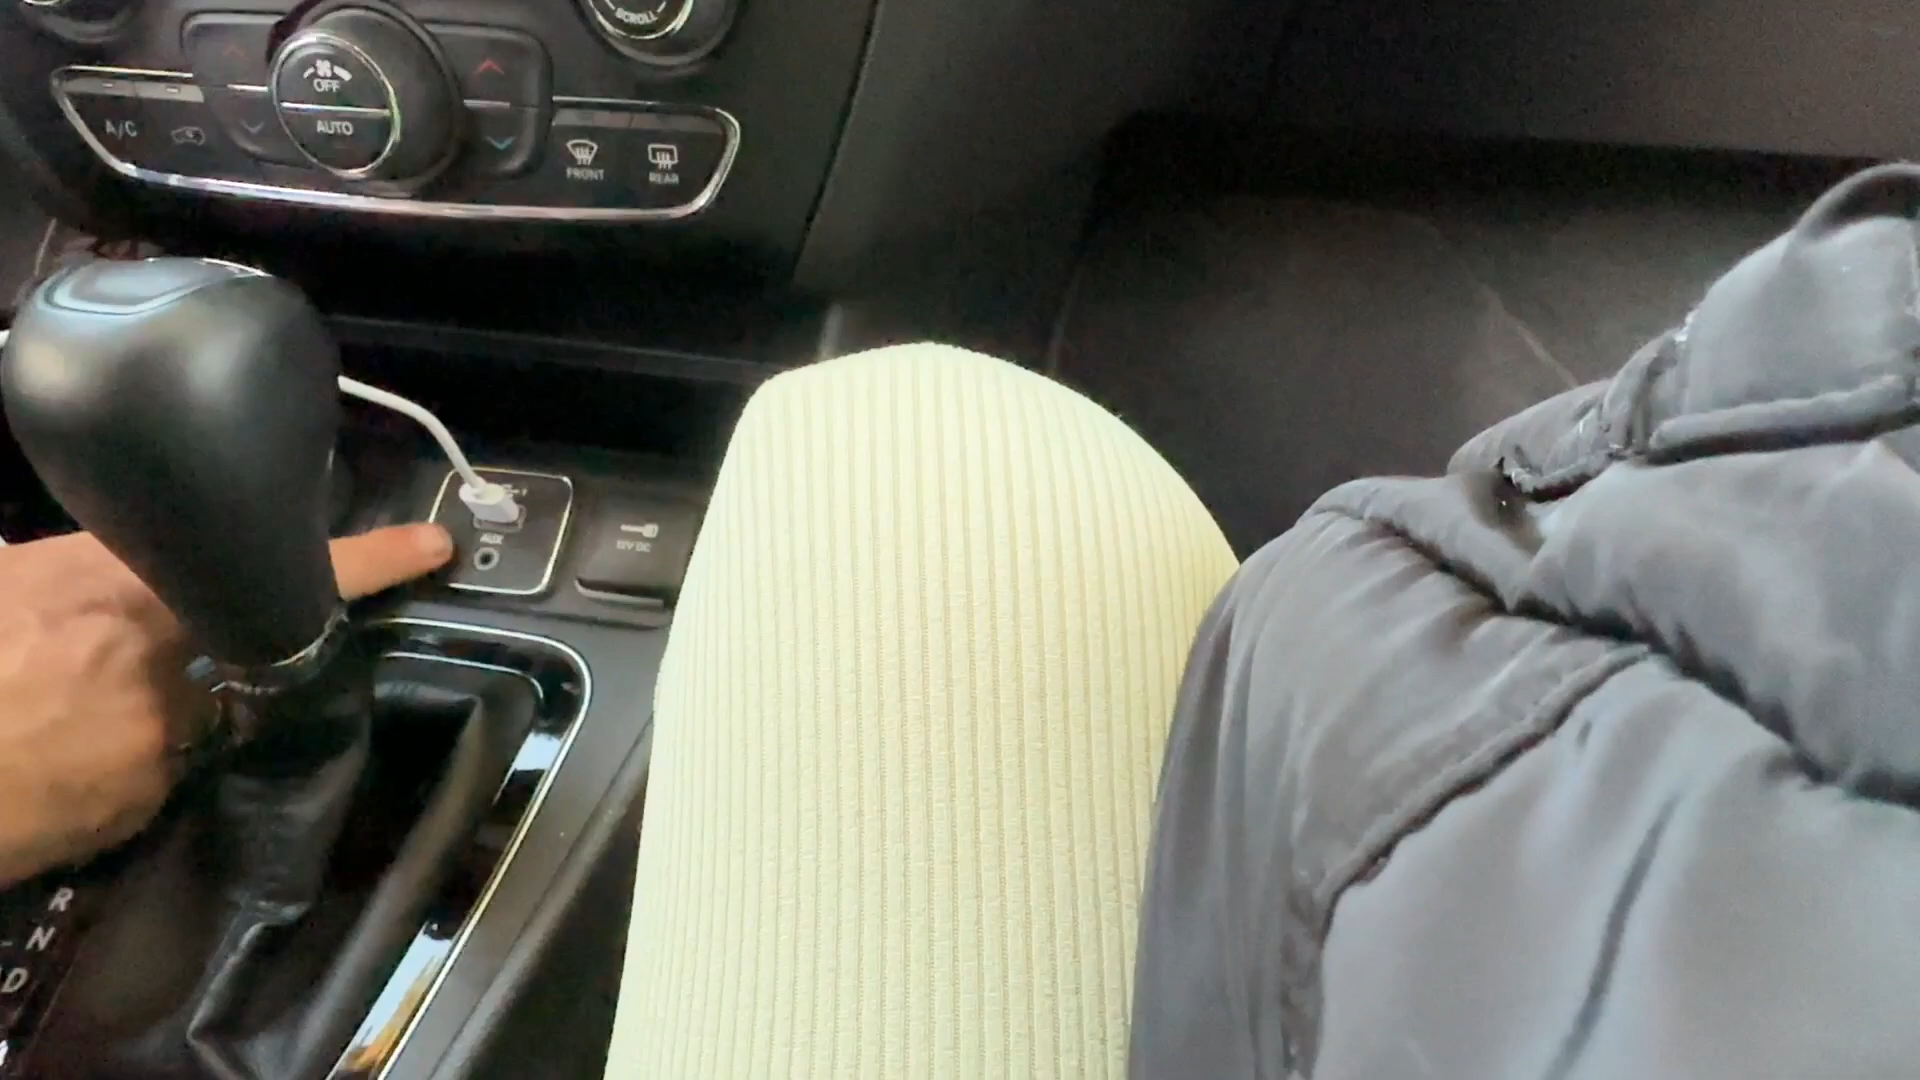 SCROLL
OFF
AUTO
A/C
FRONT
REAR
AUX
12V DC
R
N
D